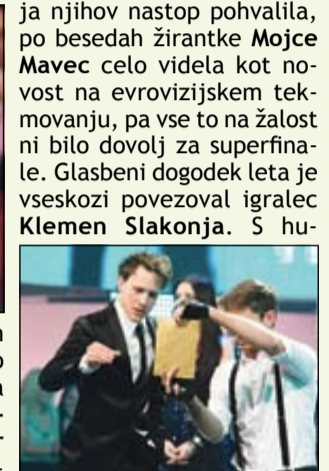 ja njihov nastop pohvalila,
po besedah žirantke Mojce
Mavec celo videla kot no-
vost na evrovizijskem tek-
movanju, pa vse to na žalost
ni bilo dovolj za superfina-
le. Glasbeni dogodek leta je
vseskozi povezoval igralec
Klemen Slakonja. S hu-